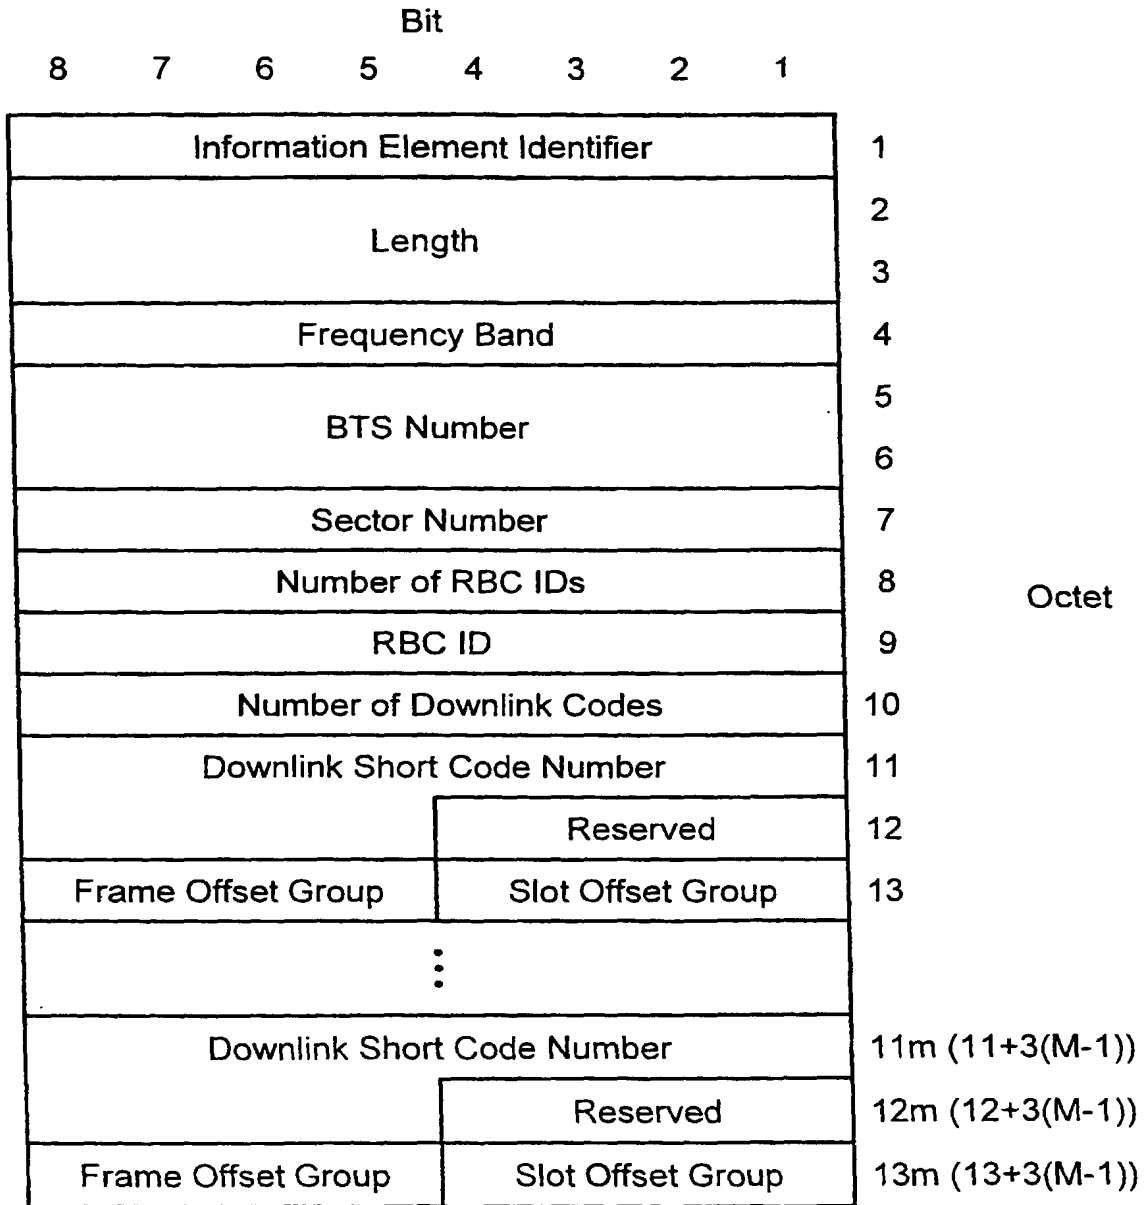 Bit
8 7 6 5 4 3 2 1
Information Element Identifier 1
2
Length
3
Frequency Band 4
5
BTS Number
6
Sector Number 7
Number of RBC IDs 8
Octet
RBC ID 9
Number of Downlink Codes 10
Downlink Short Code Number 11
Reserved 12
Frame Offset Group Slot Offset Group 13
Downlink Short Code Number 11m (11+3(M-1))
Reserved 12m (12+3(M-1))
Frame Offset Group Slot Offset Group 13m (13+3(M-1))